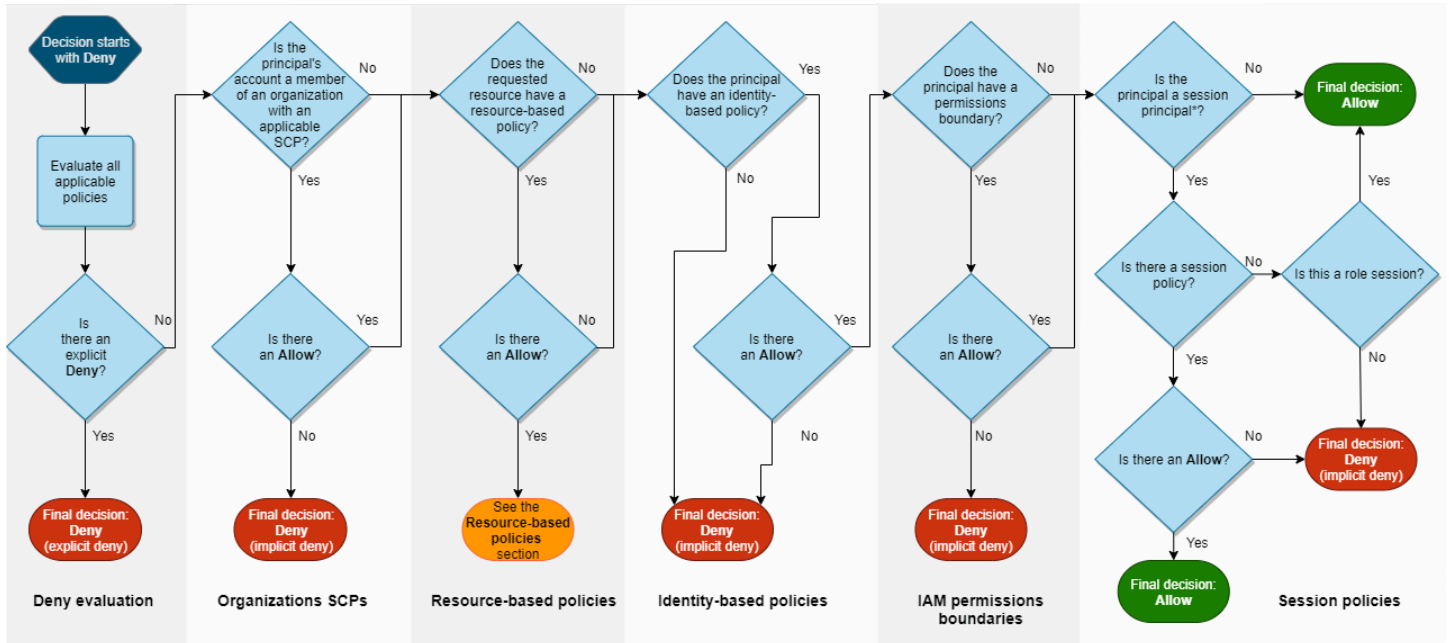 Decision starts
with Deny
Evaluate all
applicable
policies
Is
there an
explicit
Deny?
No
Yes
Final decision:
Deny
(explicit deny)
Deny evaluation
Is the
principal's
account a member
of an organization
with an
applicable
SCP?
No
Yes
Is there
an Allow?
Yes
No
Final decision:
Deny
(implicit deny)
Organizations SCPs
Does the
requested
resource have a
resource-based
policy?
No
Yes
Is there
an Allow?
No
Yes
See the
Resource-based
policies
section
Resource-based policies
Does the principal
have an identity-
based policy?
Yes
No
Is there
an Allow?
Yes
No
Final decision:
Deny
(implicit deny)
Identity-based policies
Does the
principal have a
permissions
boundary?
No
Yes
Is there
an Allow?
Yes
No
Final decision:
Deny
(implicit deny)
IAM permissions
boundaries
Is the
principal a session
principal*?
No
Final decision:
Allow
Yes
Yes
Is there a session
policy?
No
Is this a role session?
Yes
No
Is there an Allow?
No
Final decision:
Deny
(implicit deny)
Yes
Final decision:
Allow
Session policies